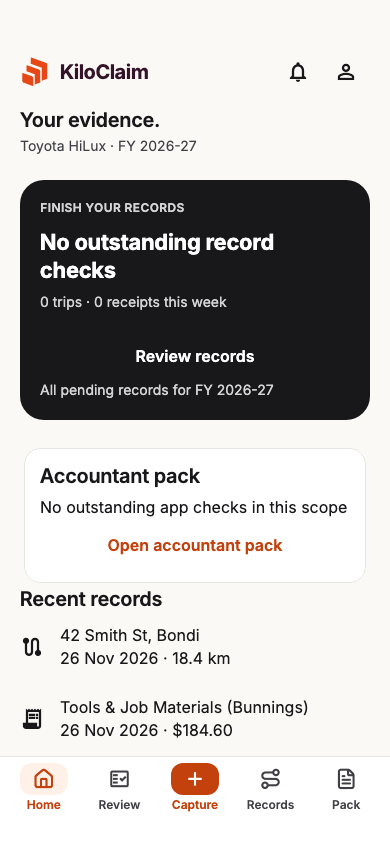 KiloClaim
Your evidence.
Toyota HiLux · FY 2026-27
FINISH YOUR RECORDS
No outstanding record
checks
0 trips · 0 receipts this week
Review records
All pending records for FY 2026-27
Accountant pack
No outstanding app checks in this scope
Open accountant pack
Recent records
42 Smith St, Bondi
26 Nov 2026 · 18.4 km
Tools & Job Materials (Bunnings)
26 Nov 2026 · $184.60
Home Review Capture Records Pack